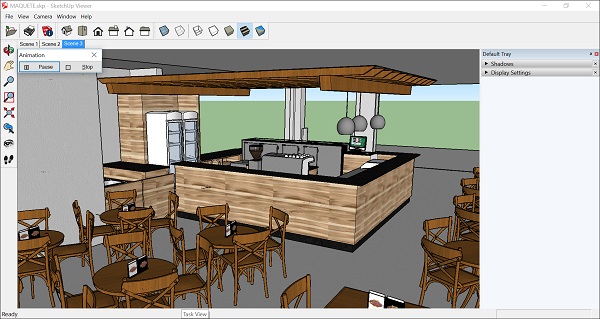 MAQUETE.skp - SketchUp Viewer
File View Camera Window Help
Scene 1 Scene 2 Scene 3
Animation
Pause Stop
Default Tray
Shadows
Display Settings
Ready
Task View